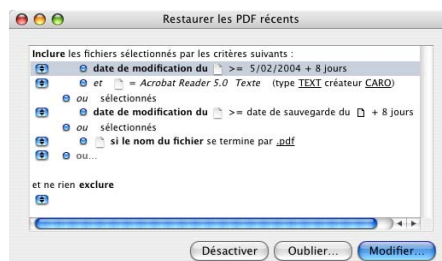 Restaurer les PDF récents
Inclure les fichiers sélectionnés par les critères suivants :
date de modification du >= 5/02/2004 + 8 jours
et = Acrobat Reader 5.0 Texte (type TEXT créateur CARO)
ou sélectionnés
date de modification du >= date de sauvegarde du + 8 jours
ou sélectionnés
si le nom du fichier se termine par .pdf
ou...
et ne rien exclure
Désactiver Oublier... Modifier...